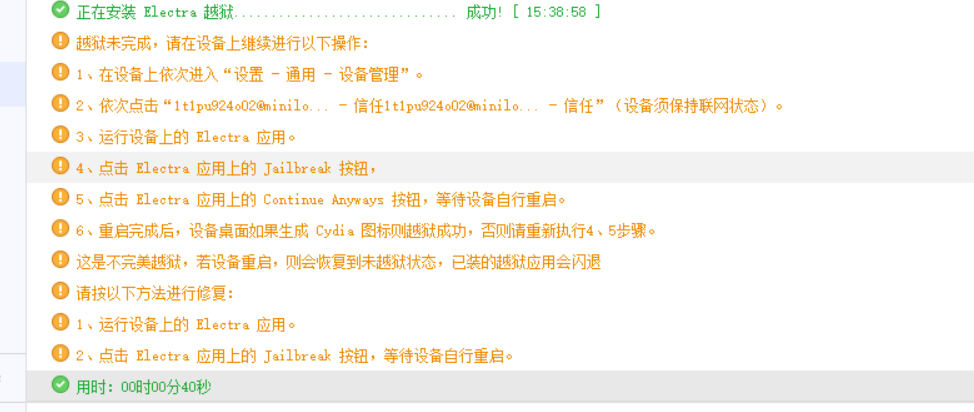 正在安装 Electra 越狱.............................. 成功! [ 15:38:58 ]
越狱未完成，请在设备上继续进行以下操作:
1、在设备上依次进入“设置 - 通用 - 设备管理”。
2、依次点击“1t1pu924o02@minilo... - 信任1t1pu924o02@minilo... - 信任”（设备须保持联网状态）。
3、运行设备上的 Electra 应用。
4、点击 Electra 应用上的 Jailbreak 按钮，
5、点击 Electra 应用上的 Continue Anyways 按钮，等待设备自行重启。
6、重启完成后，设备桌面如果生成 Cydia 图标则越狱成功，否则请重新执行4、5步骤。
这是不完美越狱，若设备重启，则会恢复到未越狱状态，已装的越狱应用会闪退
请按以下方法进行修复:
1、运行设备上的 Electra 应用。
2、点击 Electra 应用上的 Jailbreak 按钮，等待设备自行重启。
用时: 00时00分40秒